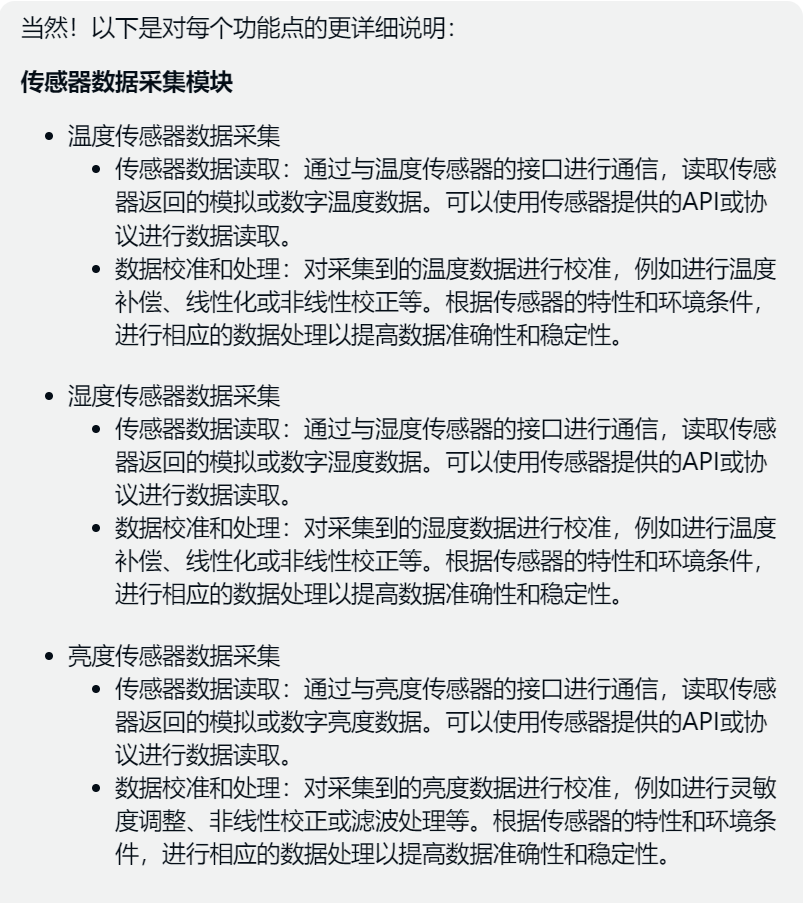 当然！以下是对每个功能点的更详细说明：
传感器数据采集模块
• 温度传感器数据采集
• 传感器数据读取：通过与温度传感器的接口进行通信，读取传感
器返回的模拟或数字温度数据。可以使用传感器提供的API或协
议进行数据读取。
• 数据校准和处理：对采集到的温度数据进行校准，例如进行温度
补偿、线性化或非线性校正等。根据传感器的特性和环境条件，
进行相应的数据处理以提高数据准确性和稳定性。
• 湿度传感器数据采集
• 传感器数据读取：通过与湿度传感器的接口进行通信，读取传感
器返回的模拟或数字湿度数据。可以使用传感器提供的API或协
议进行数据读取。
• 数据校准和处理：对采集到的湿度数据进行校准，例如进行温度
补偿、线性化或非线性校正等。根据传感器的特性和环境条件，
进行相应的数据处理以提高数据准确性和稳定性。
• 亮度传感器数据采集
• 传感器数据读取：通过与亮度传感器的接口进行通信，读取传感
器返回的模拟或数字亮度数据。可以使用传感器提供的API或协
议进行数据读取。
• 数据校准和处理：对采集到的亮度数据进行校准，例如进行灵敏
度调整、非线性校正或滤波处理等。根据传感器的特性和环境条
件，进行相应的数据处理以提高数据准确性和稳定性。